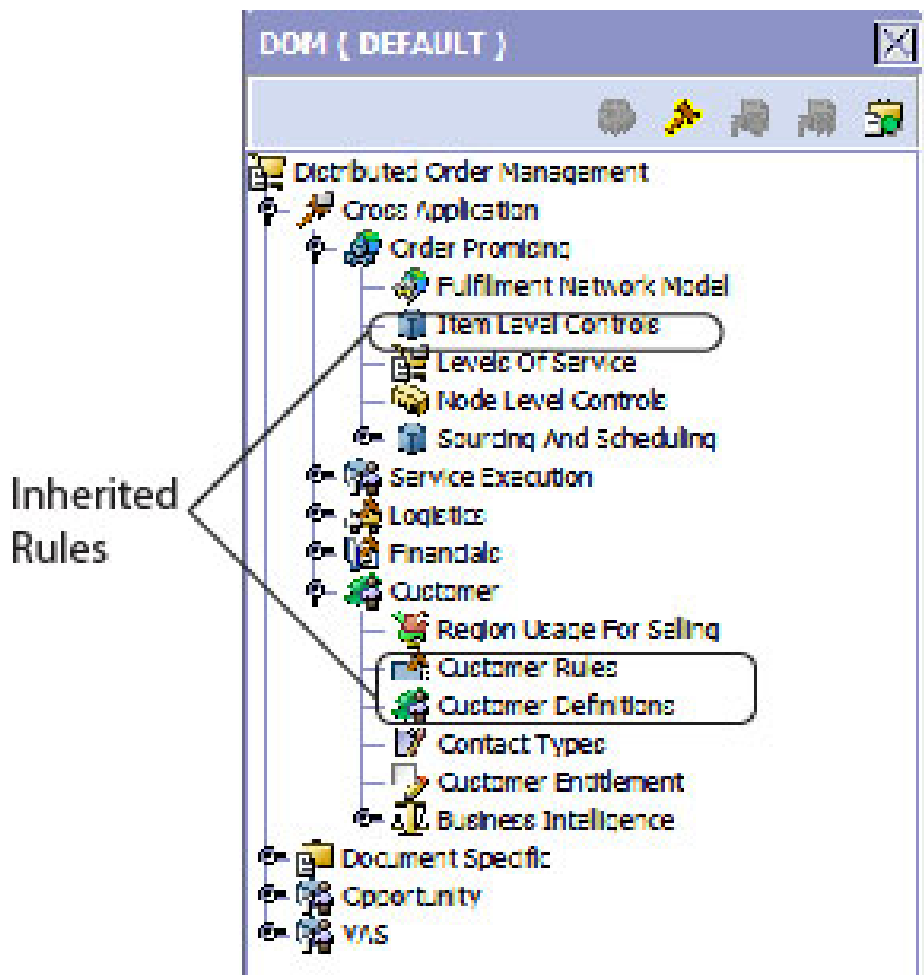 DOM ( DEFAULT )
Distributed Order Management
Cross Application
Order Promising
Fulfilment Network Model
Item Level Controls
Levels Of Service
Node Level Controls
Sourcing And Scheduling
Service Execution
Logistics
Financials
Customer
Region Usage For Selling
Customer Rules
Customer Definitions
Contact Types
Customer Entitlement
Business Intelligence
Document Specific
Opportunity
VAS
Inherited
Rules